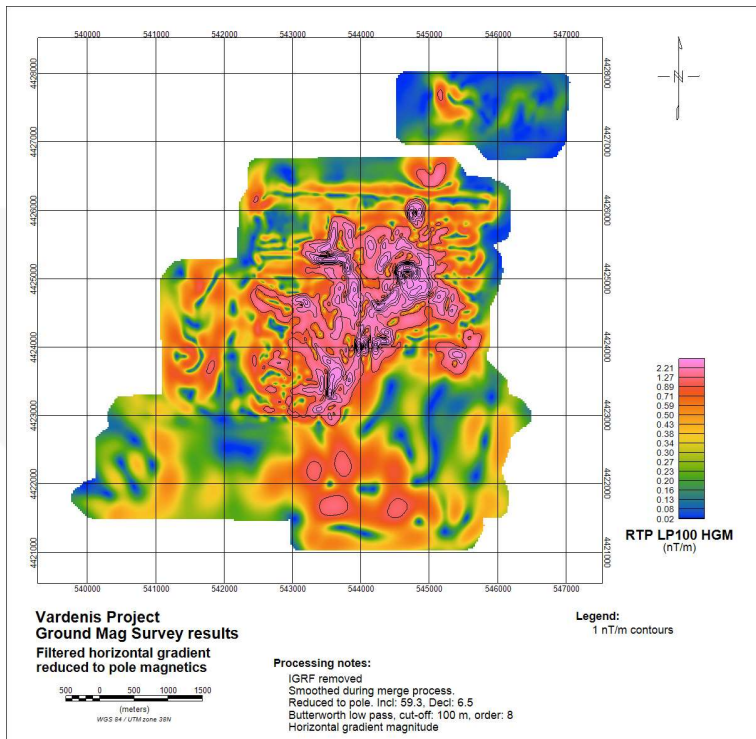 540000 541000 542000 543000 544000 545000 546000 547000
4428000 4428000
4427000 4427000
4426000 4426000
4425000 4425000
4424000 4424000
4423000 4423000
4422000 4422000
4421000 4421000
540000 541000 542000 543000 544000 545000 546000 547000
N
2.21
1.27
0.89
0.71
0.59
0.50
0.43
0.38
0.34
0.30
0.27
0.23
0.20
0.16
0.13
0.08
0.02
RTP LP100 HGM
(nT/m)
Vardenis Project
Ground Mag Survey results
Filtered horizontal gradient
reduced to pole magnetics
500 0 500 1000 1500
(meters)
WGS 84 / UTM zone 38N
Processing notes:
IGRF removed
Smoothed during merge process.
Reduced to pole. Incl: 59.3, Decl: 6.5
Butterworth low pass, cut-off: 100 m, order: 8
Horizontal gradient magnitude
Legend:
1 nT/m contours